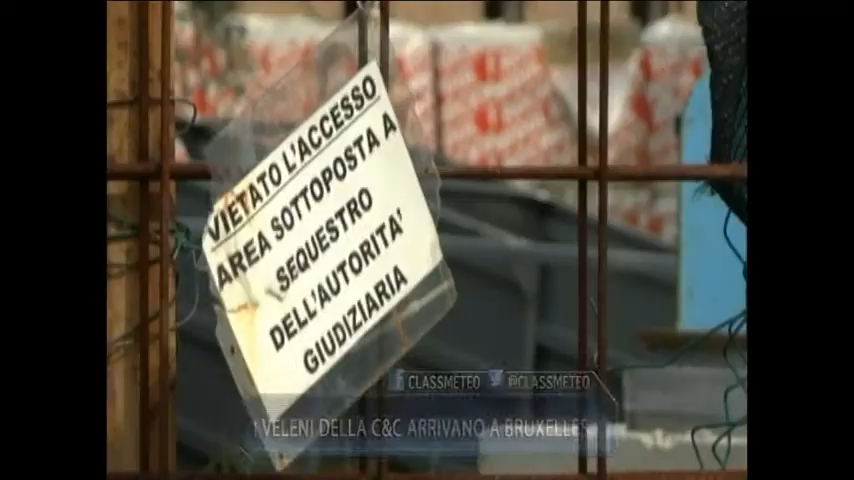 VIETATO L'ACCESSO
AREA SOTTOPOSTA A
SEQUESTRO
DELL'AUTORITA'
GIUDIZIARIA
CLASSMETEO @CLASSMETEO
I VELENI DELLA C&C ARRIVANO A BRUXELLES